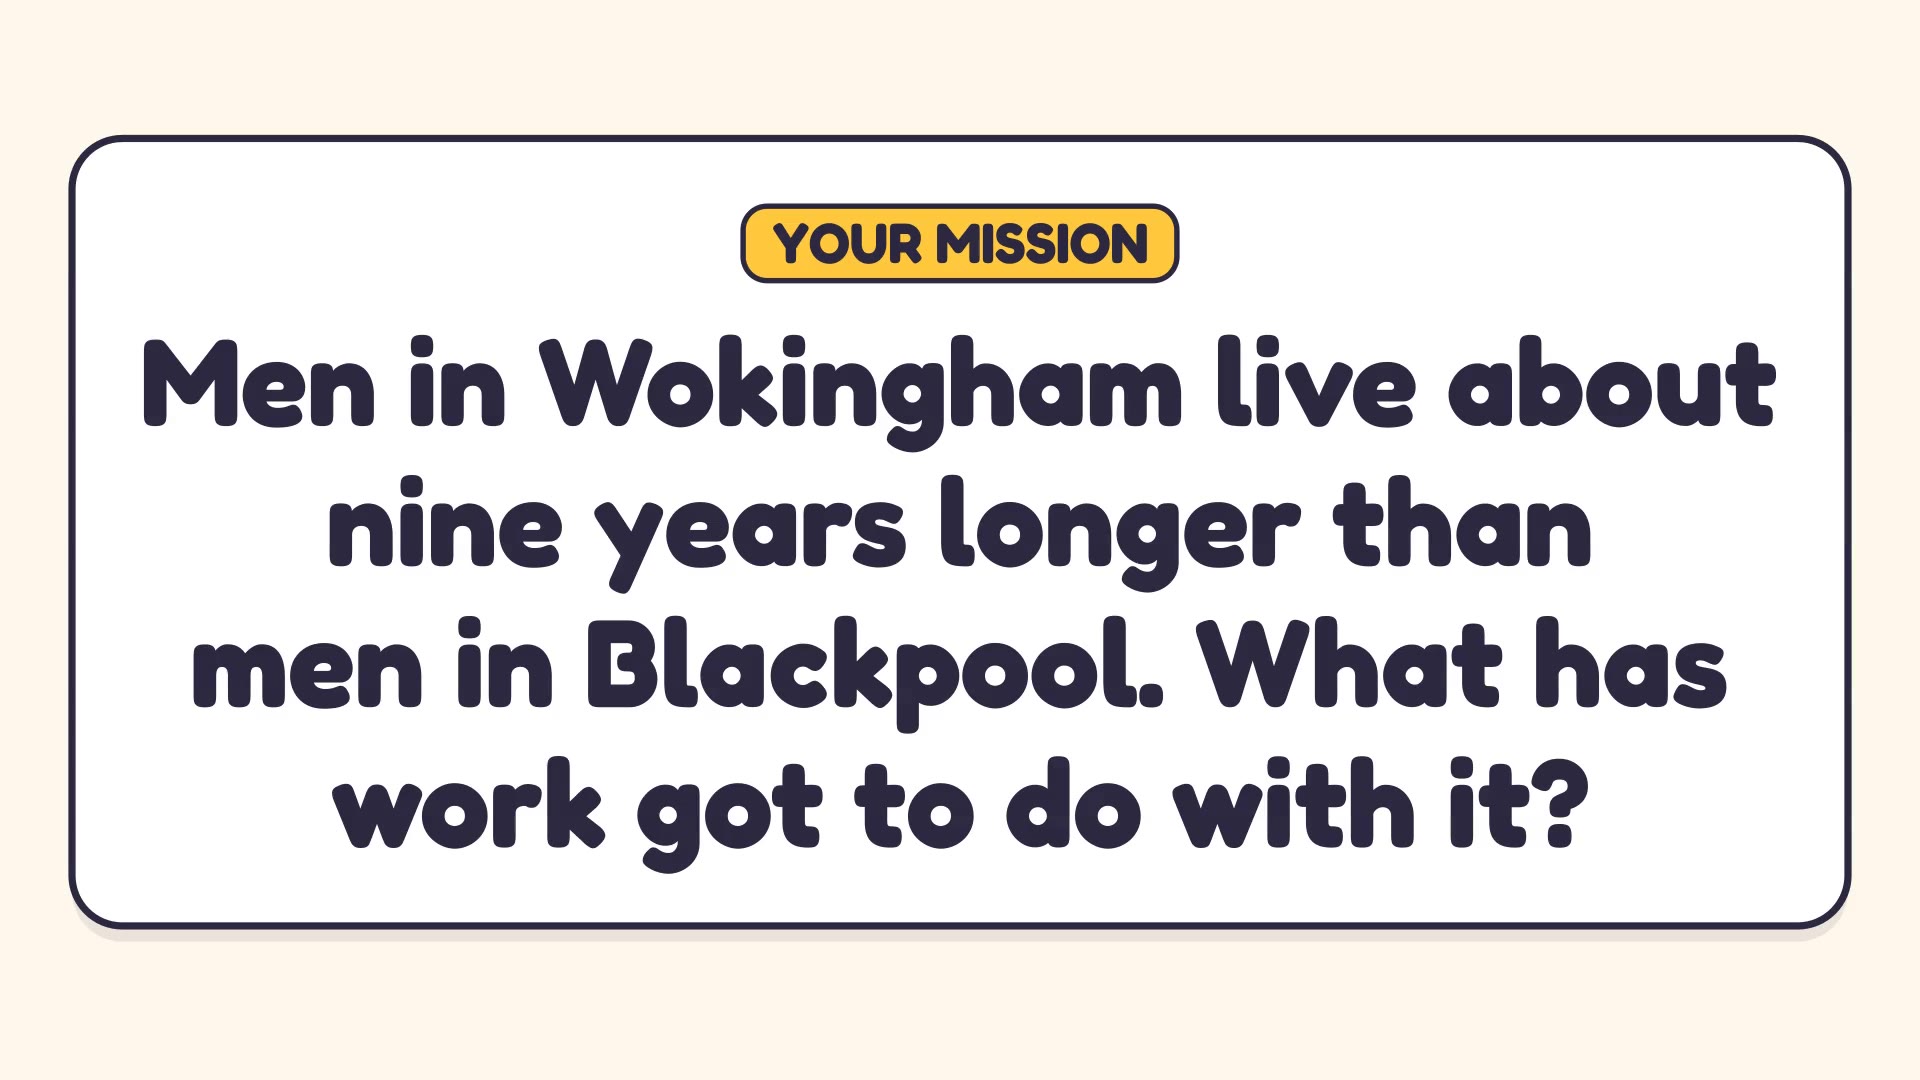 YOUR MISSION
Men in Wokingham live about
nine years longer than
men in Blackpool. What has
work got to do with it?